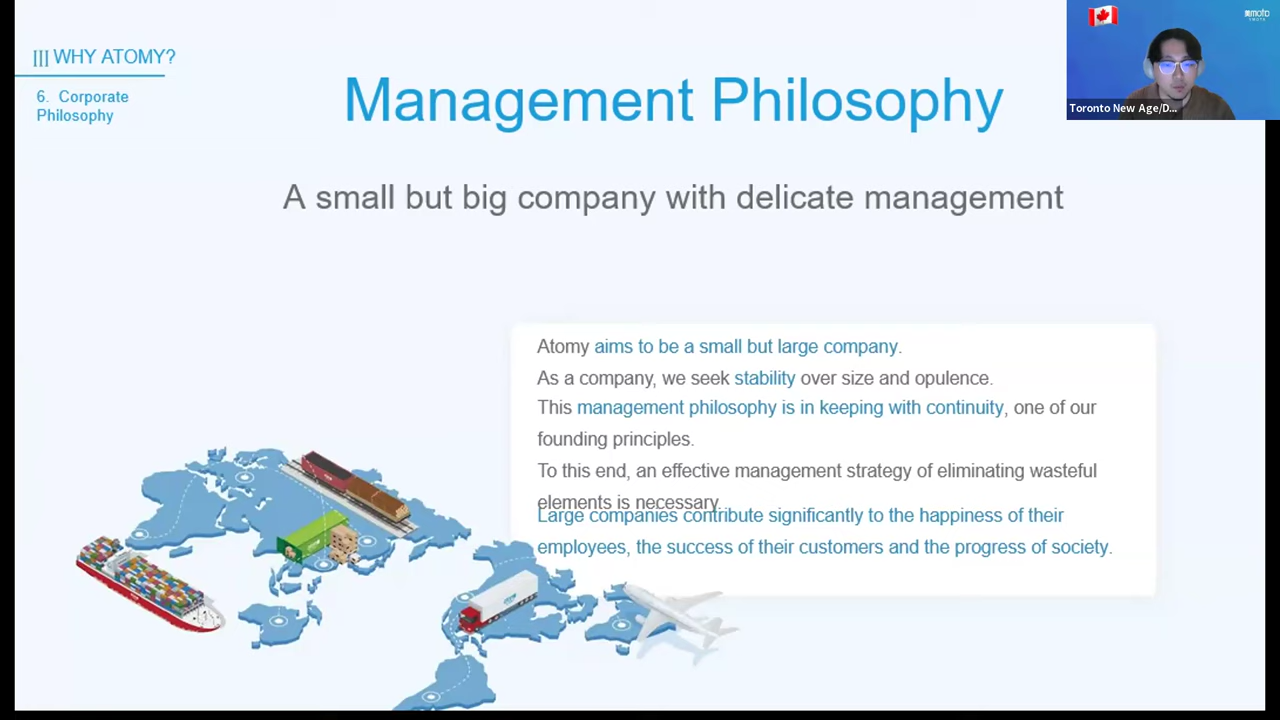 ||| WHY ATOMY?
6. Corporate
Philosophy
Management Philosophy
A small but big company with delicate management
Atomy aims to be a small but large company.
As a company, we seek stability over size and opulence.
This management philosophy is in keeping with continuity, one of our
founding principles.
To this end, an effective management strategy of eliminating wasteful
elements is necessary.
Large companies contribute significantly to the happiness of their
employees, the success of their customers and the progress of society.
Toronto New Age/D...